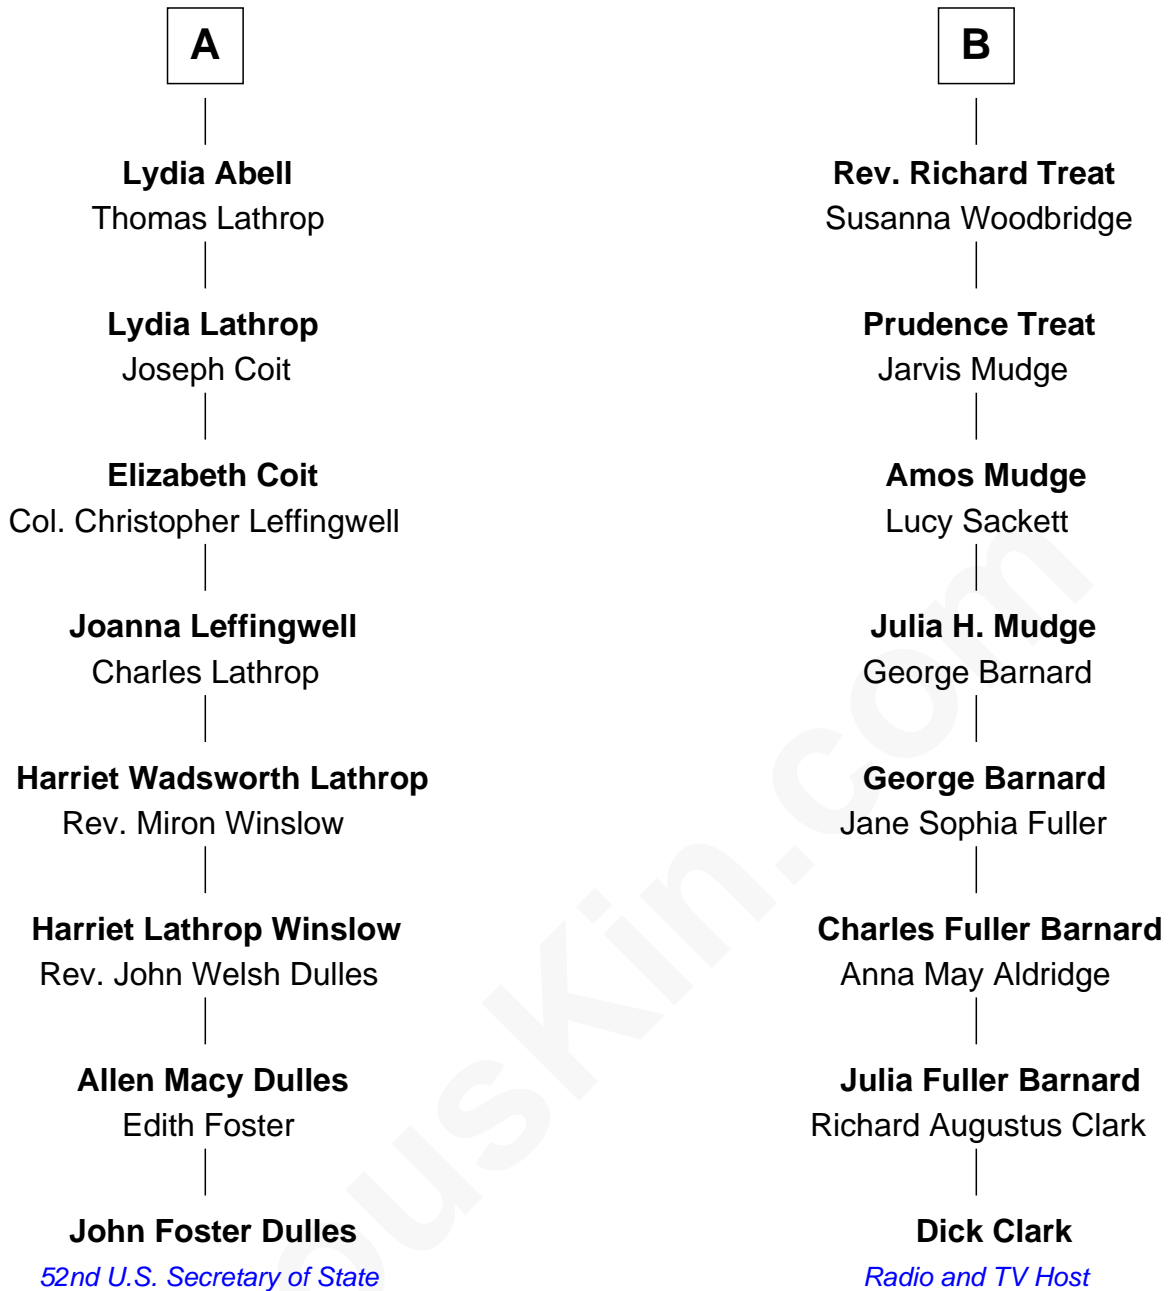 A
Lydia Abell
Thomas Lathrop
Lydia Lathrop
Joseph Coit
Elizabeth Coit
Col. Christopher Leffingwell
Joanna Leffingwell
Charles Lathrop
Harriet Wadsworth Lathrop
Rev. Miron Winslow
Harriet Lathrop Winslow
Rev. John Welsh Dulles
Allen Macy Dulles
Edith Foster
John Foster Dulles
52nd U.S. Secretary of State
B
Rev. Richard Treat
Susanna Woodbridge
Prudence Treat
Jarvis Mudge
Amos Mudge
Lucy Sackett
Julia H. Mudge
George Barnard
George Barnard
Jane Sophia Fuller
Charles Fuller Barnard
Anna May Aldridge
Julia Fuller Barnard
Richard Augustus Clark
Dick Clark
Radio and TV Host
ousKin.com